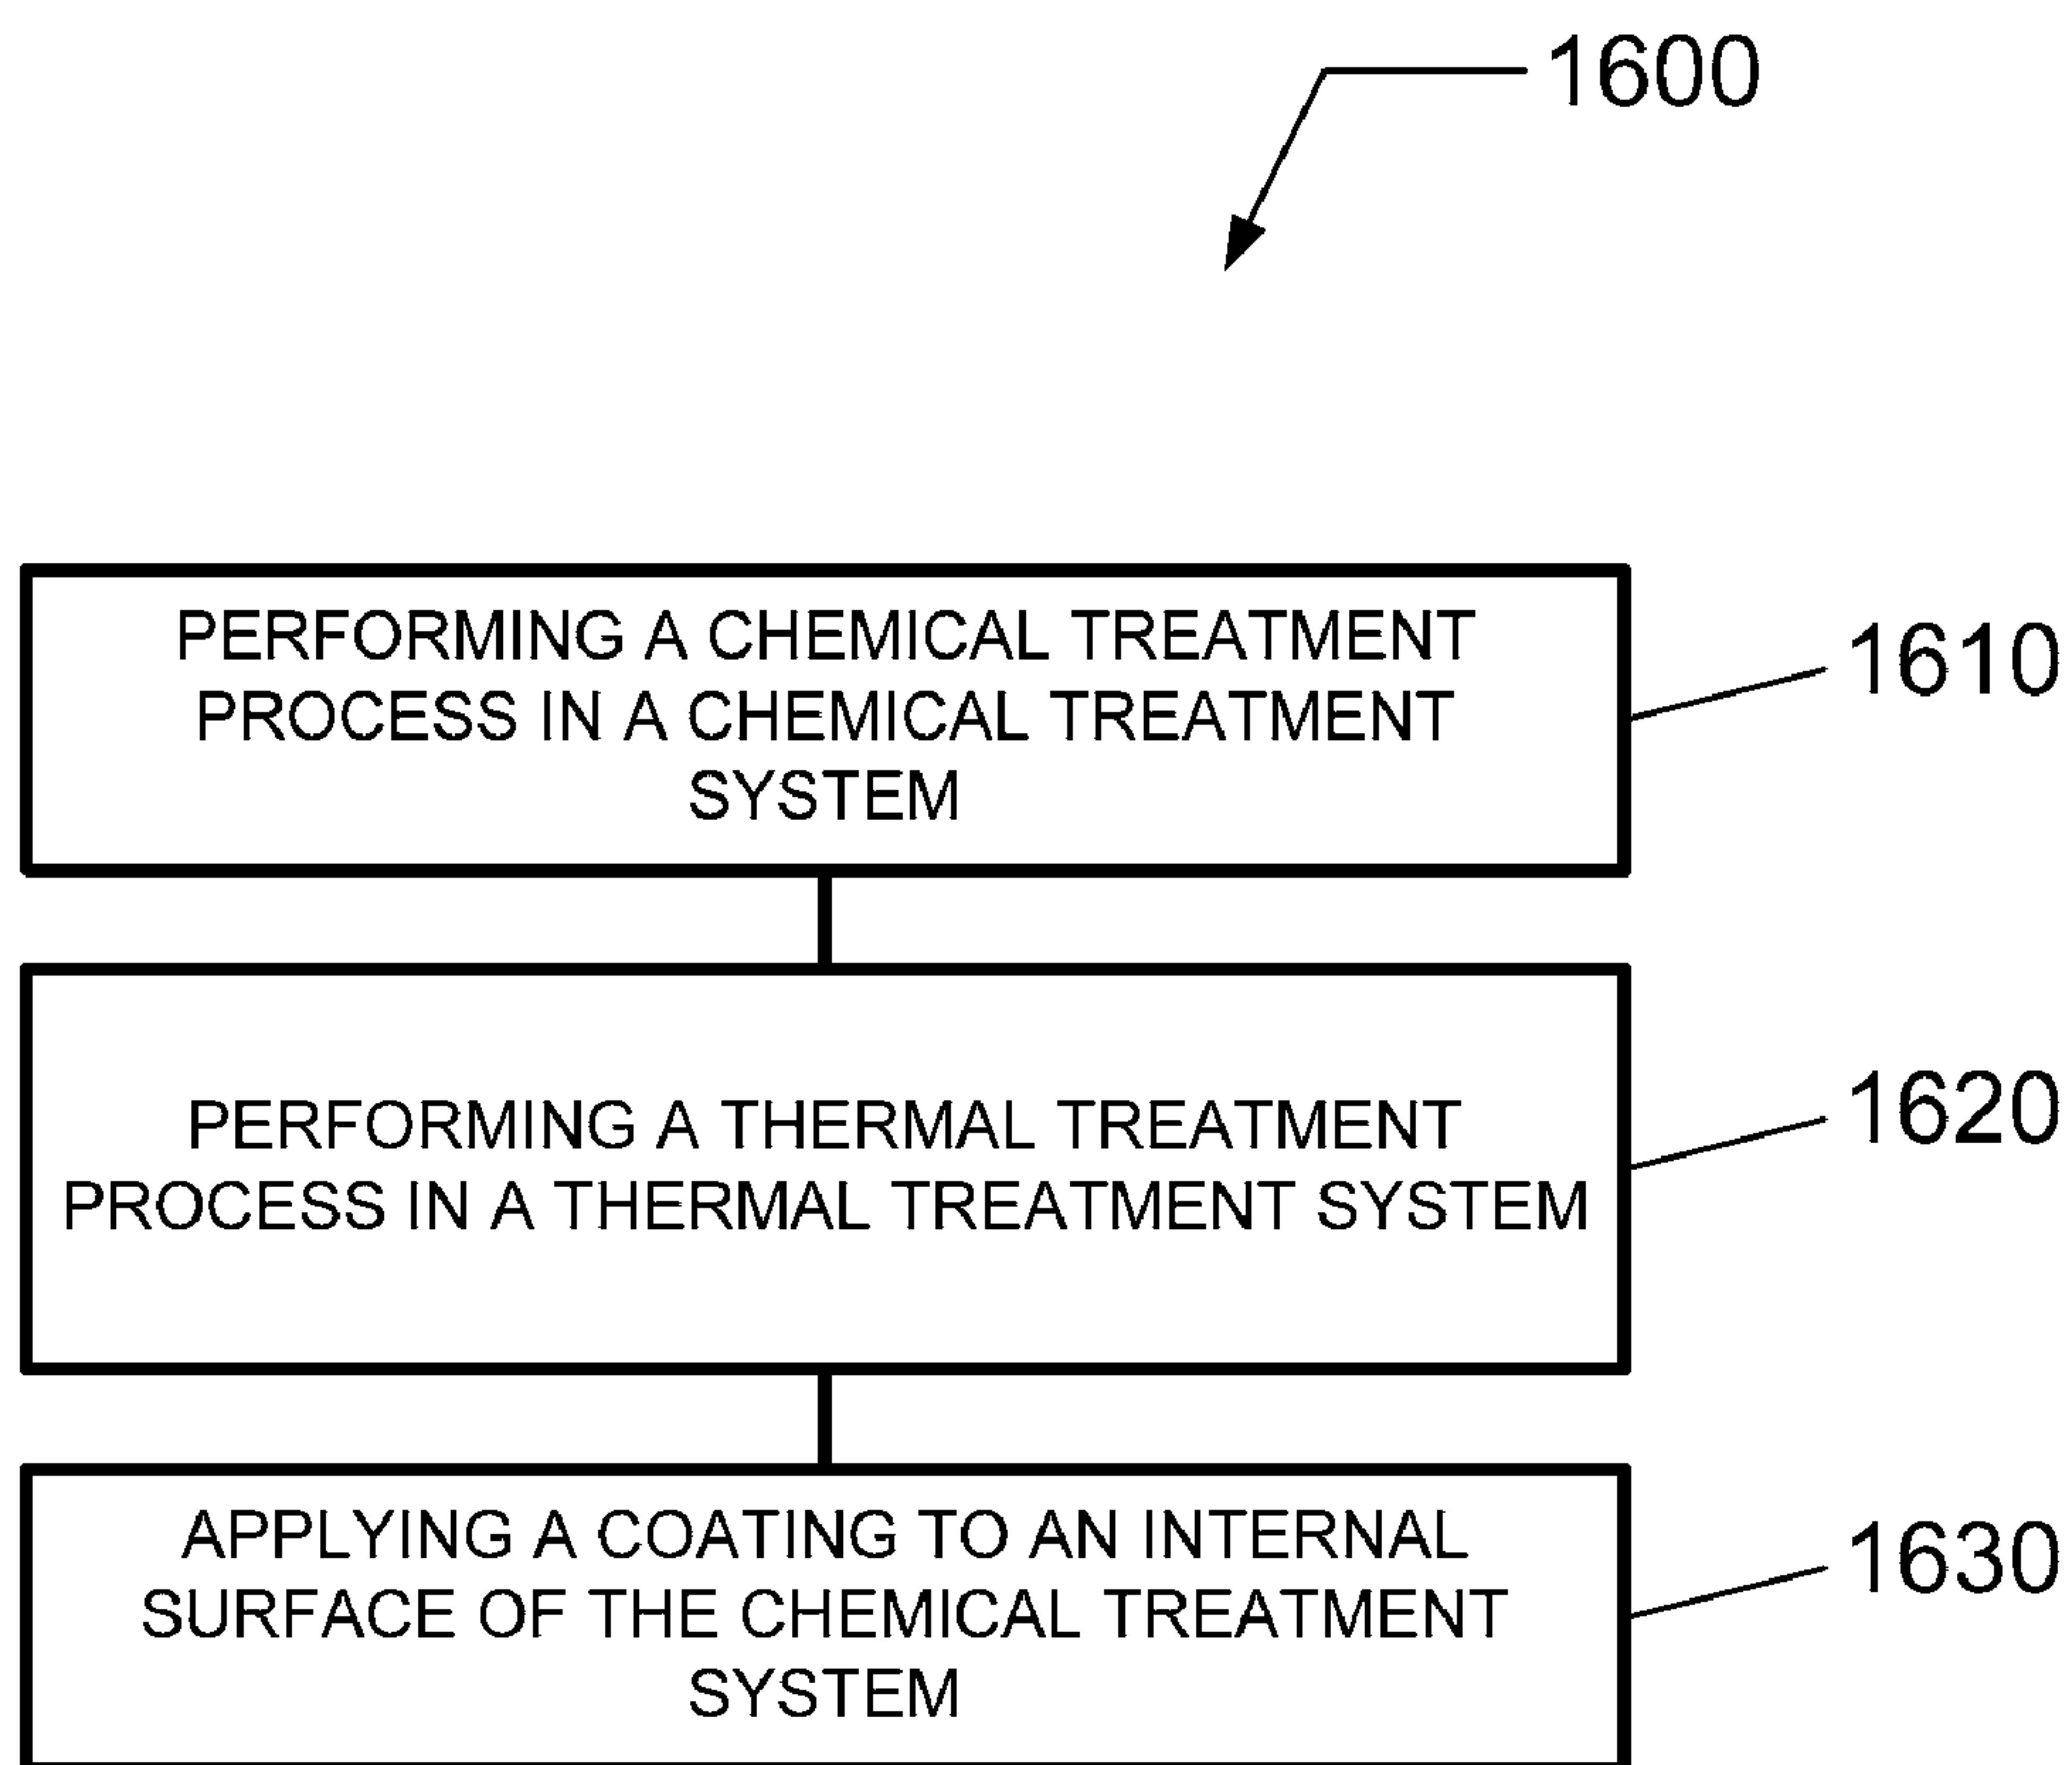 1600
PERFORMING A CHEMICAL TREATMENT
PROCESS IN A CHEMICAL TREATMENT
SYSTEM
1610
PERFORMING A THERMAL TREATMENT
PROCESS IN A THERMAL TREATMENT SYSTEM
1620
APPLYING A COATING TO AN INTERNAL
SURFACE OF THE CHEMICAL TREATMENT
SYSTEM
1630